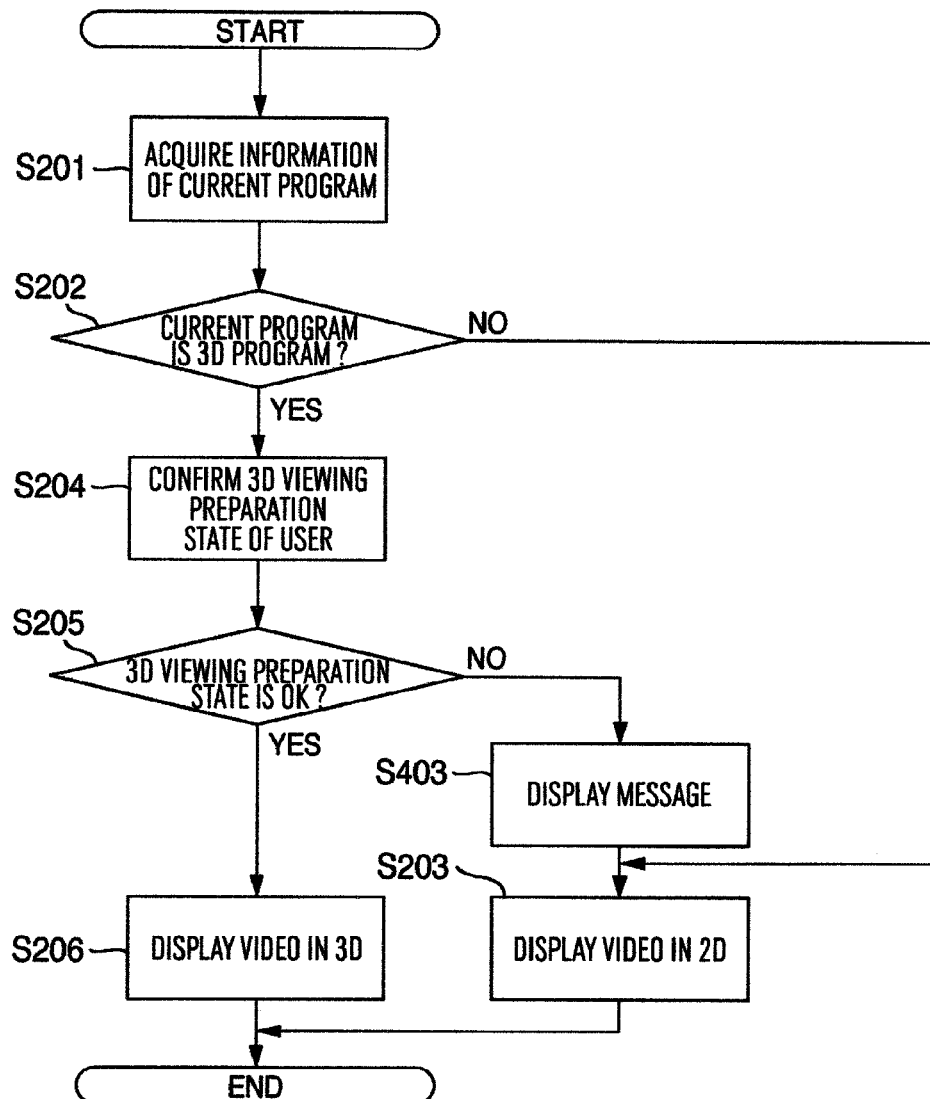 START
S201
ACQUIRE INFORMATION
OF CURRENT PROGRAM
S202
CURRENT PROGRAM
IS 3D PROGRAM ?
NO
YES
S204
CONFIRM 3D VIEWING
PREPARATION
STATE OF USER
S205
3D VIEWING PREPARATION
STATE IS OK ?
NO
YES
S403
DISPLAY MESSAGE
S203
S206
DISPLAY VIDEO IN 3D
DISPLAY VIDEO IN 2D
END